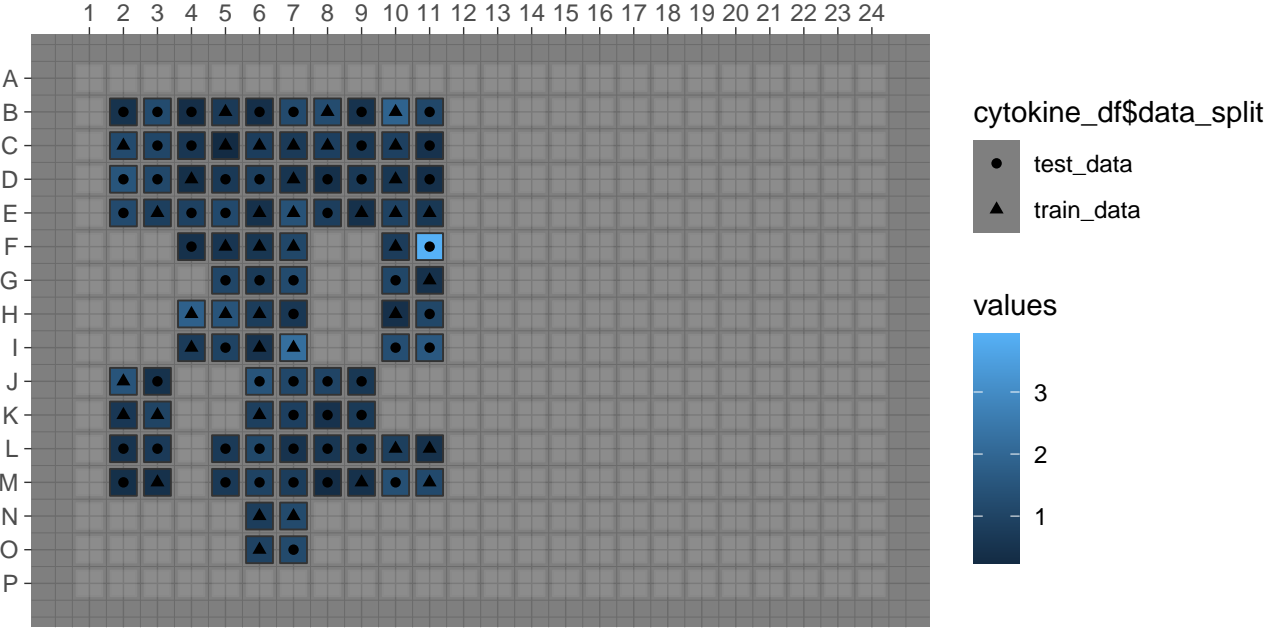 1 2 3 4 5 6 7 8 9 10 11 12 13 14 15 16 17 18 19 20 21 22 23 24
A
B
C
D
E
F
G
H
I
J
K
L
M
N
O
P
cytokine_df$data_split
test_data
train_data
values
3
2
1